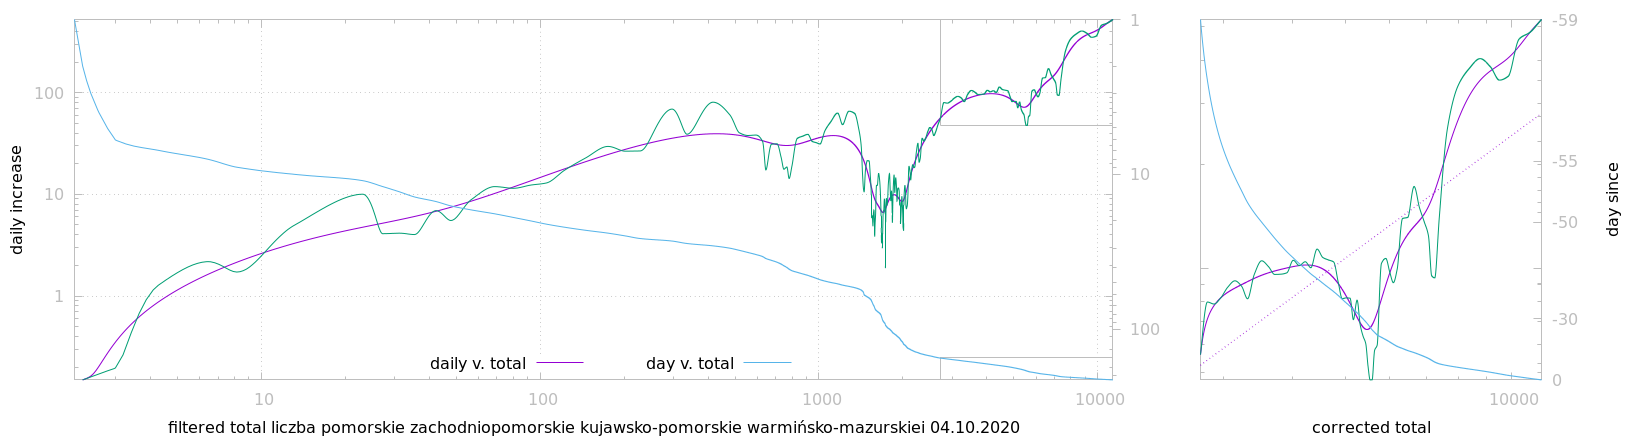 daily increase
100
10
1
10
100
1000
10000
1
10
100
daily v. total
day v. total
filtered total liczba pomorskie zachodniopomorskie kujawsko-pomorskie warmińsko-mazurskiei 04.10.2020
-59
-55
-50
-30
0
day since
10000
corrected total